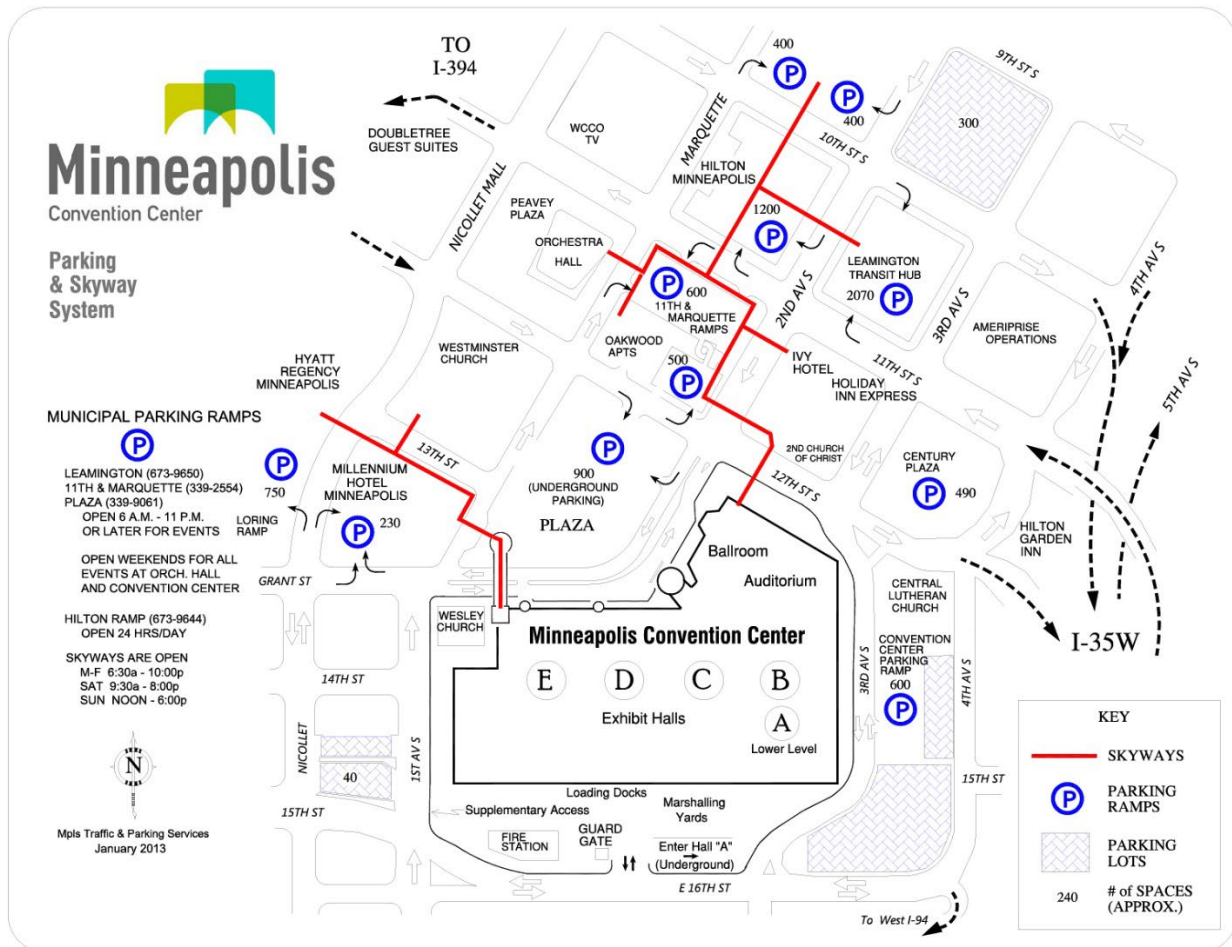 Minneapolis
Convention Center
Parking
& Skyway
System
TO
I-394
DOUBLETREE
GUEST SUITES
NICOLLET MALL
WCCO
TV
MARQUETTE
400
P
P
400
9TH ST S
300
10TH ST S
HILTON
MINNEAPOLIS
PEAVEY
PLAZA
ORCHESTRA
HALL
1200
P
2ND AV S
LEAMINGTON
TRANSIT HUB
2070
P
3RD AV S
4TH AV S
5TH AV S
AMERIPRISE
OPERATIONS
P
600
11TH &
MARQUETTE
RAMPS
OAKWOOD
APTS
500
P
IVY
HOTEL
HOLIDAY
INN EXPRESS
11TH ST S
WESTMINSTER
CHURCH
HYATT
REGENCY
MINNEAPOLIS
13TH ST
2ND CHURCH
OF CHRIST
12TH ST S
CENTURY
PLAZA
P
490
HILTON
GARDEN
INN
P
900
(UNDERGROUND
PARKING)
PLAZA
MUNICIPAL PARKING RAMPS
P
LEAMINGTON (673-9650)
11TH & MARQUETTE (339-2554)
PLAZA (339-9061)
OPEN 6 A.M. - 11 P.M.
OR LATER FOR EVENTS
OPEN WEEKENDS FOR ALL
EVENTS AT ORCH. HALL
AND CONVENTION CENTER
HILTON RAMP (673-9644)
OPEN 24 HRS/DAY
SKYWAYS ARE OPEN
M-F 6:30a - 10:00p
SAT 9:30a - 8:00p
SUN NOON - 6:00p
N
Mpls Traffic & Parking Services
January 2013
P
750
LORING
RAMP
MILLENNIUM
HOTEL
MINNEAPOLIS
P
230
GRANT ST
14TH ST
NICOLLET
40
15TH ST
1ST AV S
WESLEY
CHURCH
Ballroom
Auditorium
Minneapolis Convention Center
E
D
C
B
A
Exhibit Halls
Lower Level
Loading Docks
Supplementary Access
Marshalling
Yards
FIRE
STATION
GUARD
GATE
Enter Hall "A"
(Underground)
E 16TH ST
3RD AV S
CENTRAL
LUTHERAN
CHURCH
CONVENTION
CENTER
PARKING
RAMP
600
P
4TH AV S
I-35W
15TH ST
To West I-94
KEY
SKYWAYS
P
PARKING
RAMPS
PARKING
LOTS
240
# of SPACES
(APPROX.)